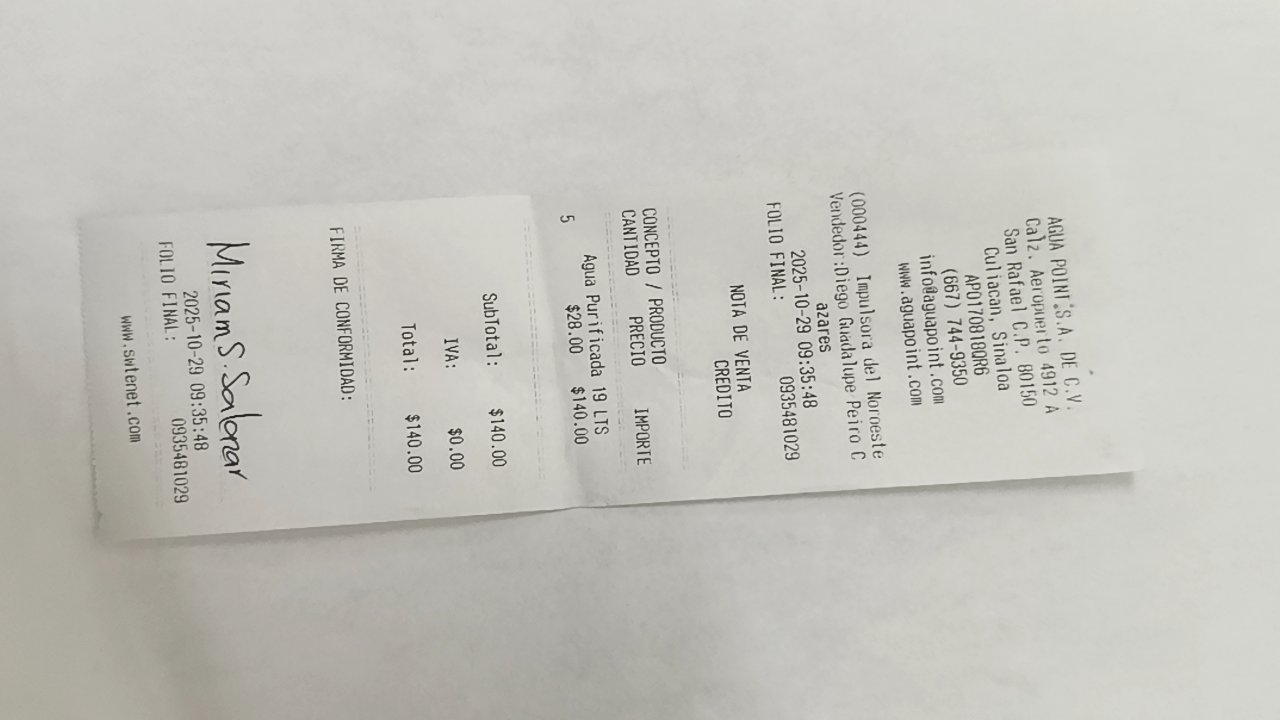 AGUA POINT S.A. DE C.V.
Calz. Aeropuerto 4912 A
San Rafael C.P. 80150
Culiacan, Sinaloa
APO170818QR6
(667) 744-9350
info@aguapoint.com
www.aguapoint.com
(000444) Impulsora del Noroeste
Vendedor:Diego Guadalupe Peiro C
azares
2025-10-29 09:35:48
FOLIO FINAL: 0935481029
NOTA DE VENTA
CREDITO
CONCEPTO / PRODUCTO
CANTIDAD PRECIO IMPORTE
Agua Purificada 19 LTS
5 $28.00 $140.00
SubTotal: $140.00
IVA: $0.00
Total: $140.00
FIRMA DE CONFORMIDAD:
Miriam S. Salazar
2025-10-29 09:35:48
FOLIO FINAL: 0935481029
www.swtenet.com